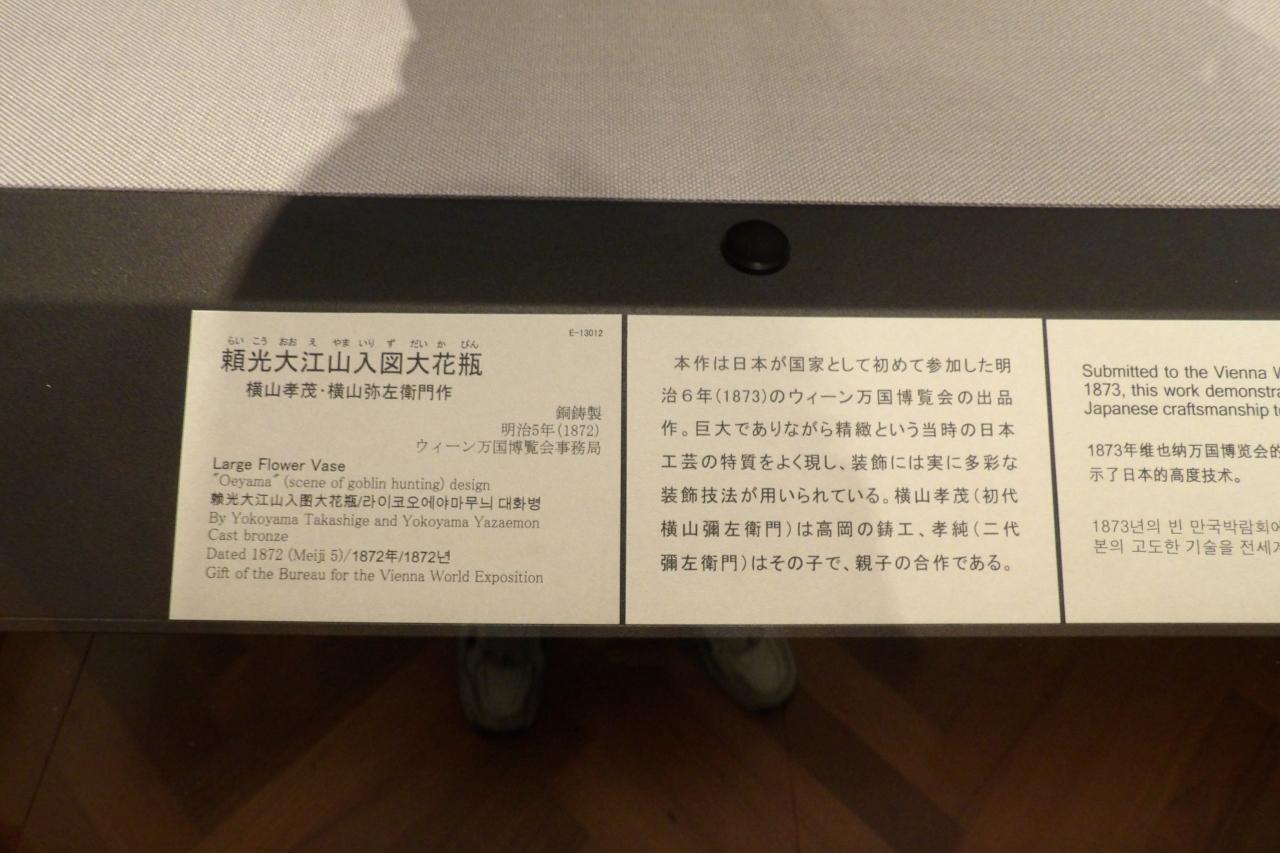 E-13012
らい こう おお え やま いり ず だい か びん
頼光大江山入図大花瓶
横山孝茂・横山弥左衛門作
銅鋳製
明治5年(1872)
ウィーン万国博覧会事務局
Large Flower Vase
"Oeyama" (scene of goblin hunting) design
賴光大江山入图大花瓶/라이코오에야마무늬 대화병
By Yokoyama Takashige and Yokoyama Yazaemon
Cast bronze
Dated 1872 (Meiji 5)/1872年/1872년
Gift of the Bureau for the Vienna World Exposition
本作は日本が国家として初めて参加した明
治6年(1873)のウィーン万国博覧会の出品
作。巨大でありながら精緻という当時の日本
工芸の特質をよく現し、装飾には実に多彩な
装飾技法が用いられている。横山孝茂(初代
横山彌左衛門)は高岡の鋳工、孝純(二代
彌左衛門)はその子で、親子の合作である。
Submitted to the Vienna
1873, this work
Japanese craftsmanship
1873年维也纳万国博览会的
示了日本的高度技术。
1873년의 빈 만국박람회에
본의 고도한 기술을 전세계